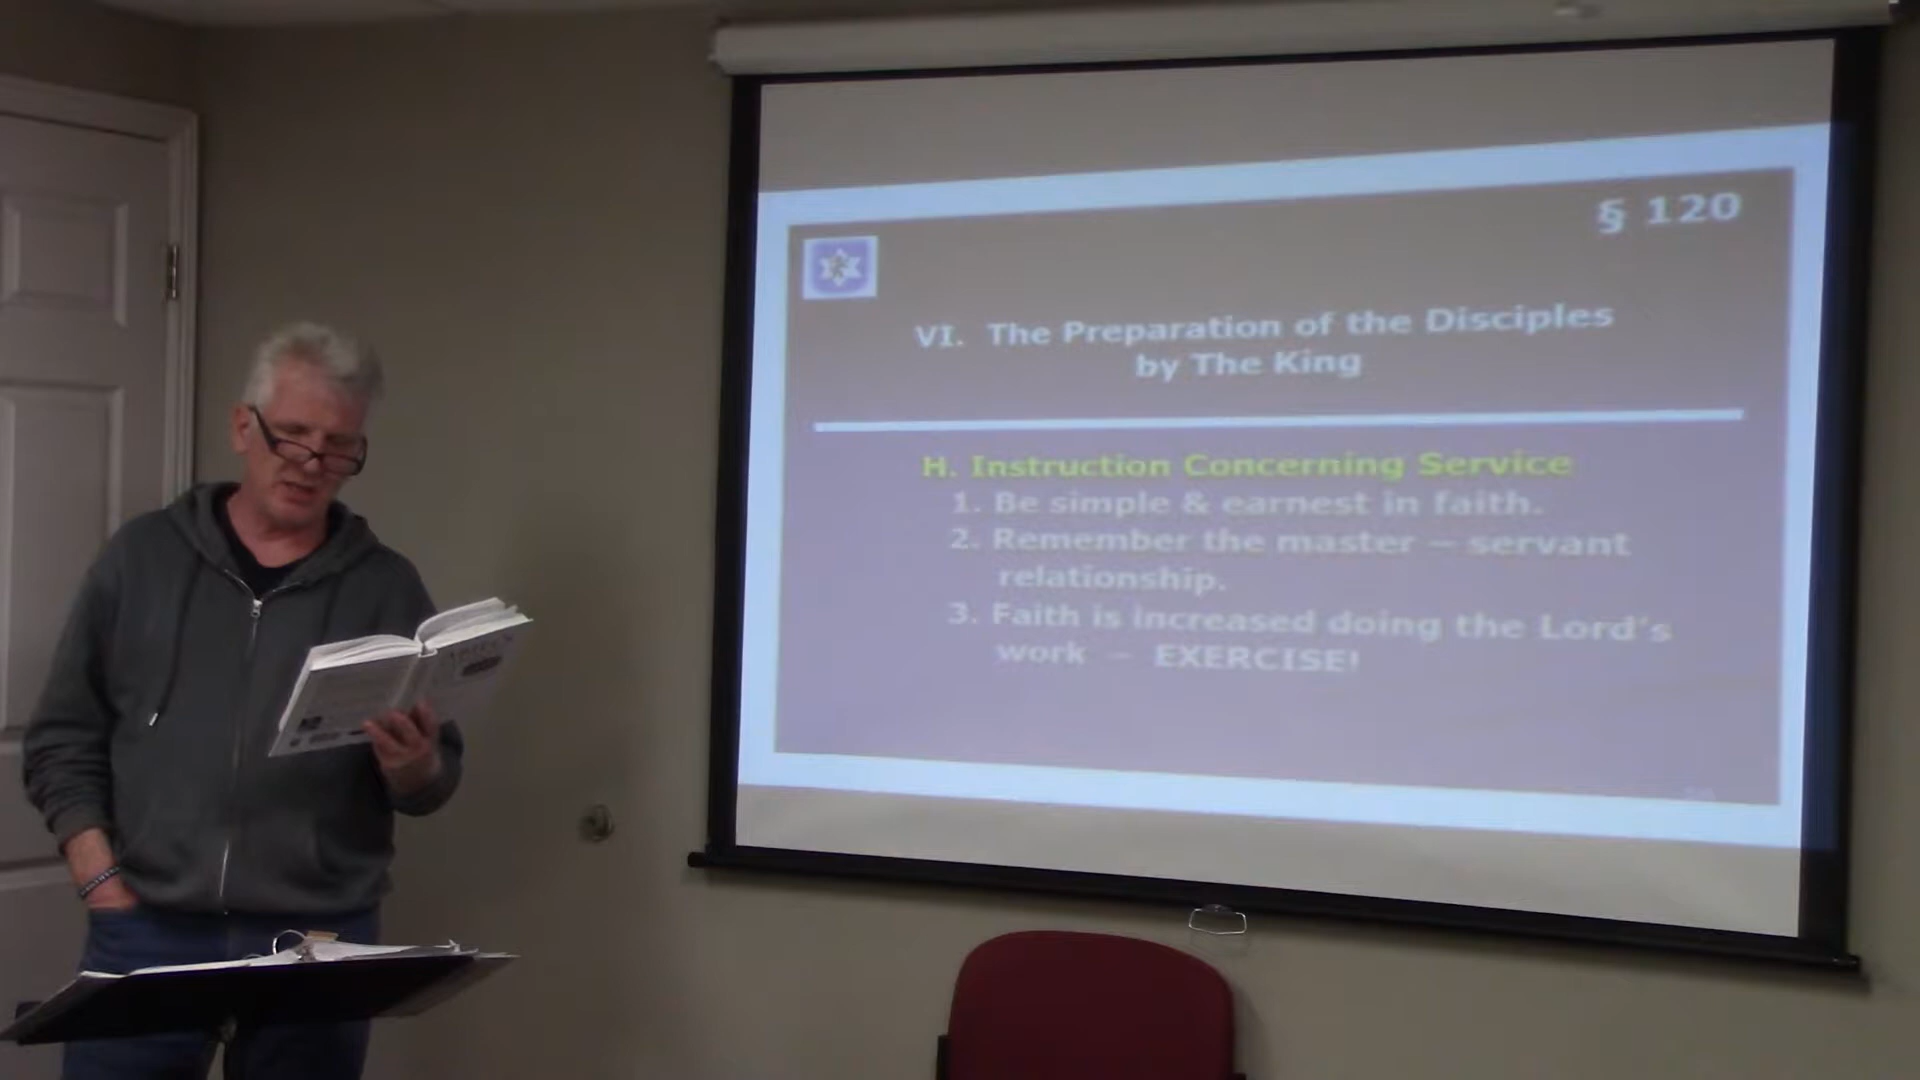 § 120
VI. The Preparation of the Disciples
by The King
H. Instruction Concerning Service
1. Be simple & earnest in faith.
2. Remember the master – servant
relationship.
3. Faith is increased doing the Lord's
work – EXERCISE!